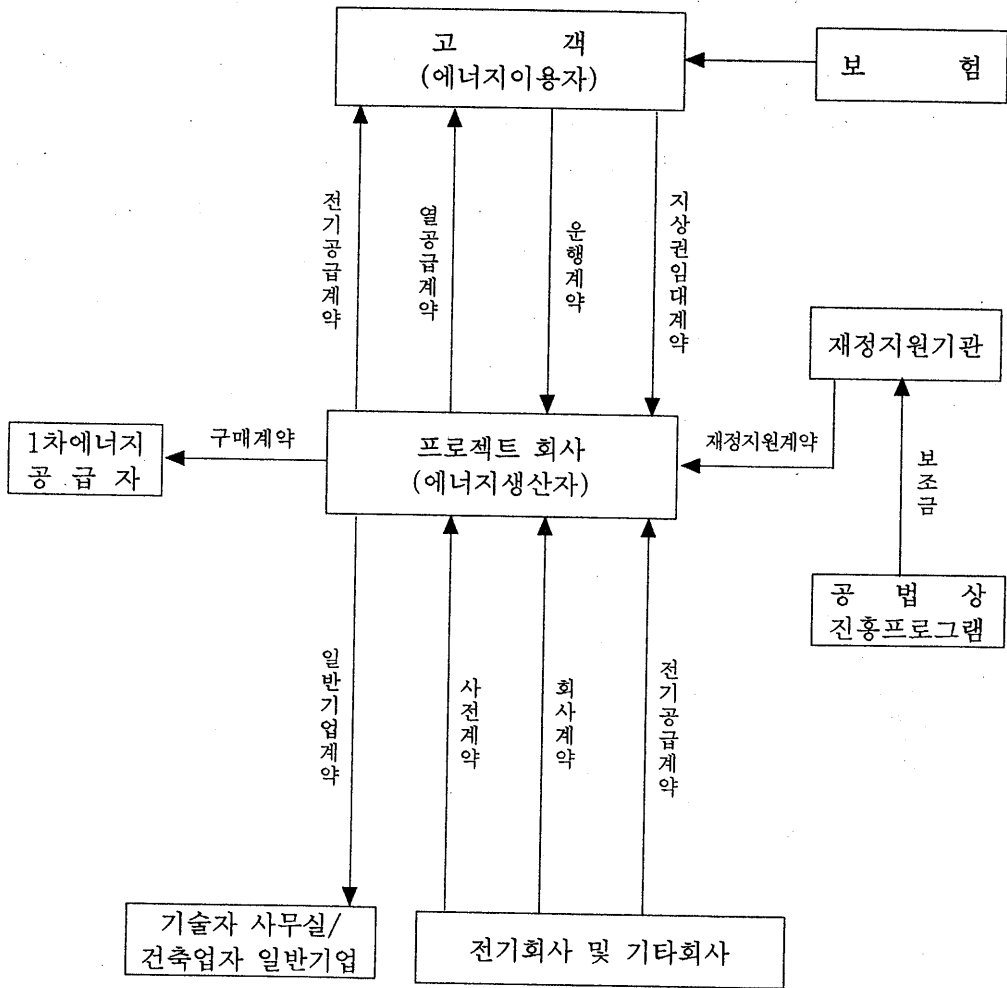 고 객
(에너지이용자)
보 험
전기공급계약
열공급계약
운행계약
지상권임대계약
재정지원기관
1차에너지
공 급 자
구매계약
프로젝트 회사
(에너지생산자)
재정지원계약
보조금
공 법 상
진흥프로그램
일반기업계약
사전계약
회사계약
전기공급계약
기술자 사무실/
건축업자 일반기업
전기회사 및 기타회사